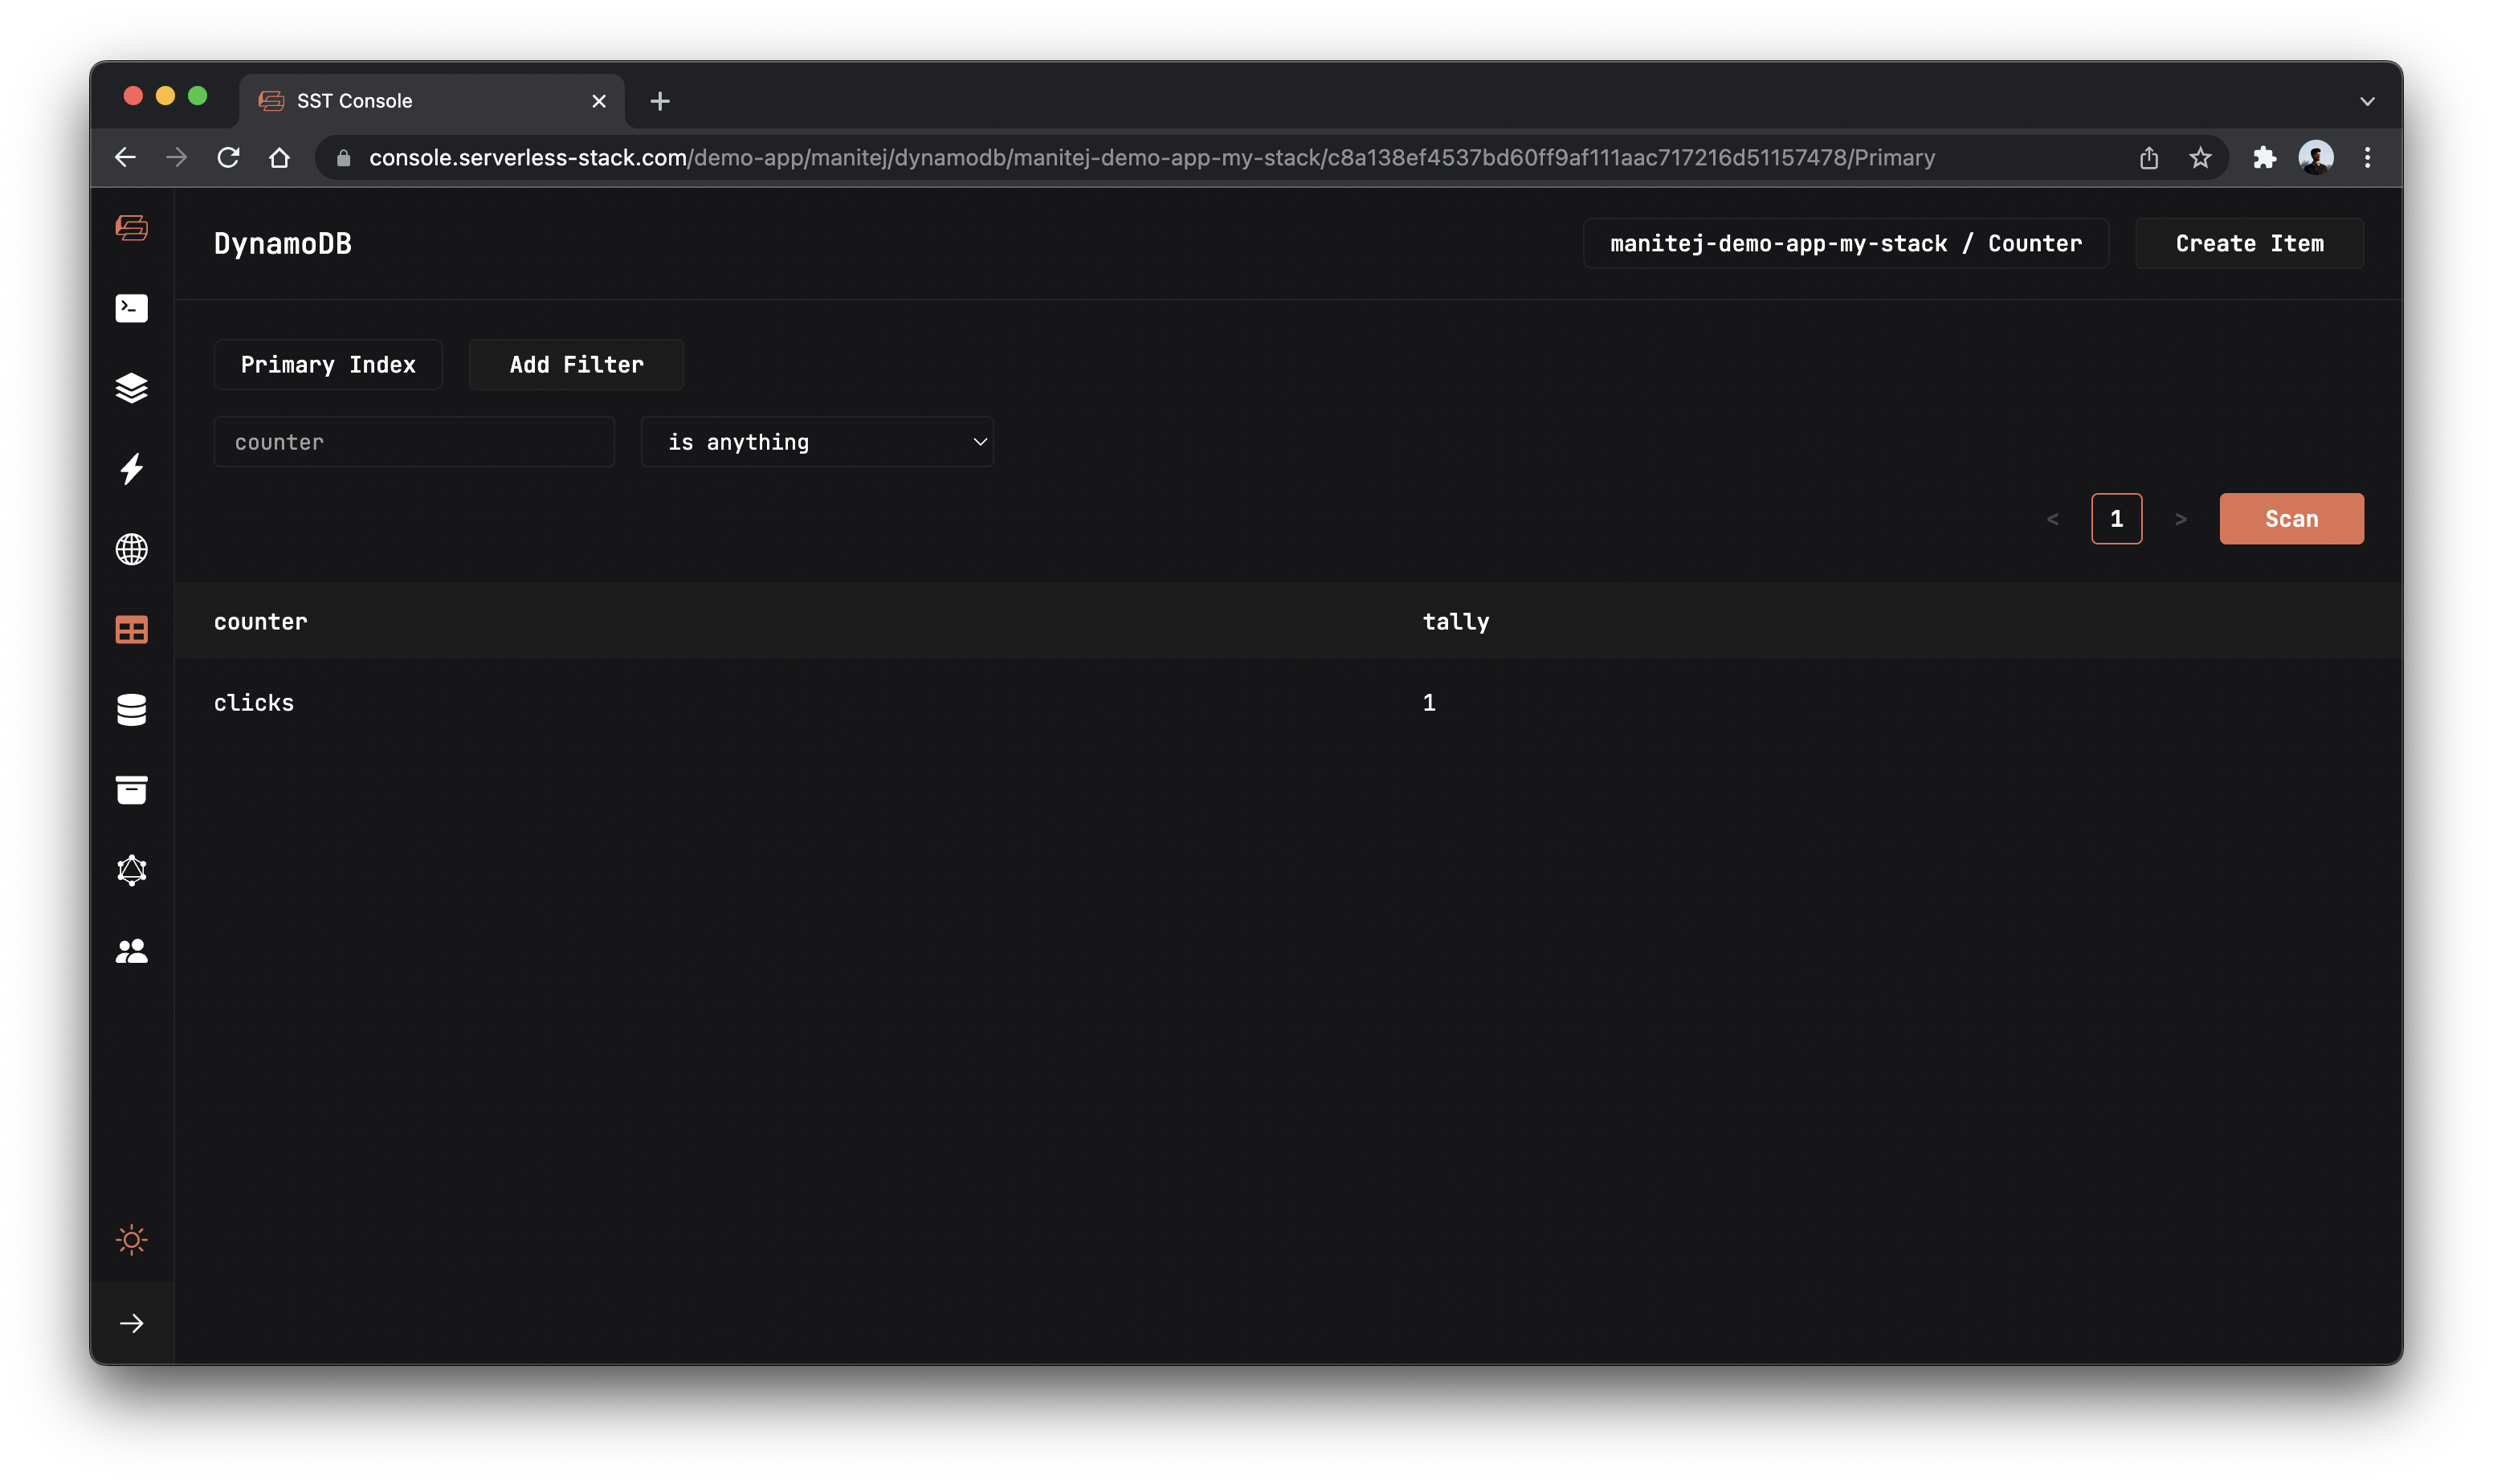 SST Console
console.serverless-stack.com/demo-app/manitej/dynamodb/manitej-demo-app-my-stack/c8a138ef4537bd60ff9af111aac717216d51157478/Primary
DynamoDB
manitej-demo-app-my-stack / Counter
Create Item
Primary Index
Add Filter
counter
is anything
< 1 >
Scan
counter tally
clicks 1